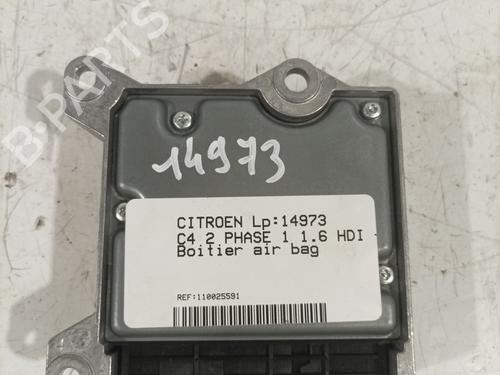 B-PARTS
14973
CITROEN Lp:14973
C4 2 PHASE 1 1.6 HDI -
Boitier air bag
REF:110025591